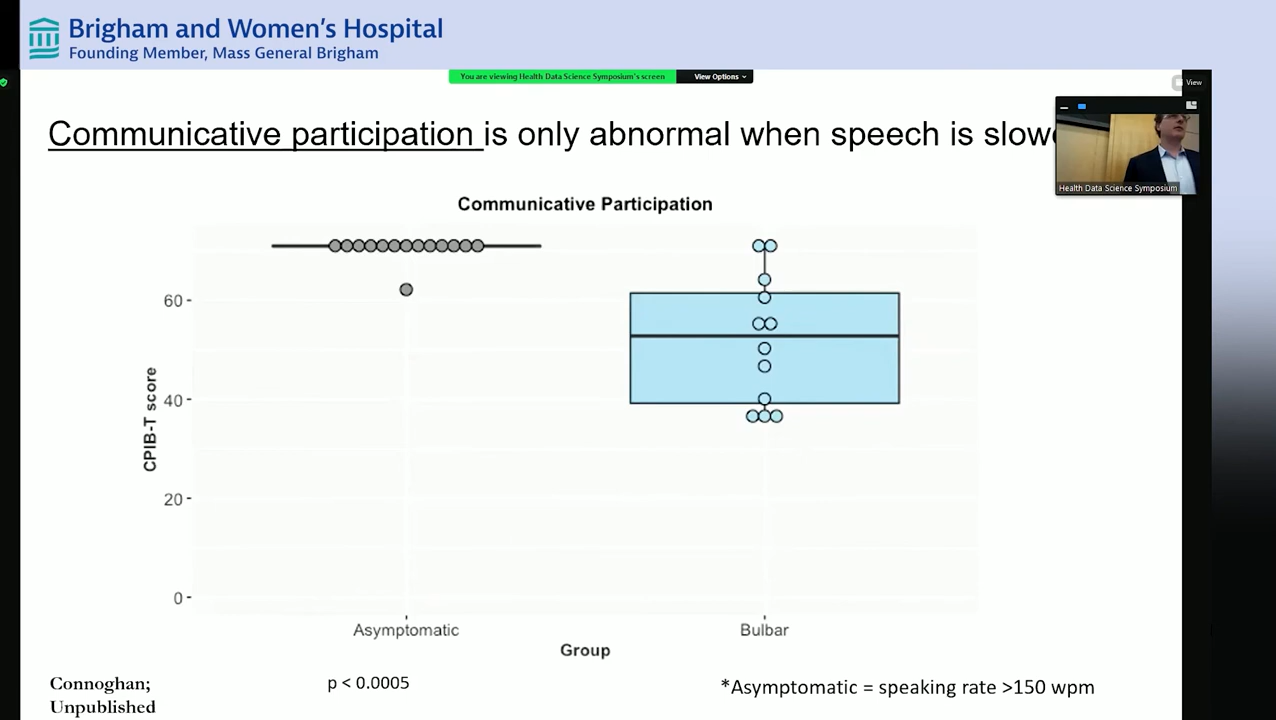 Brigham and Women's Hospital
Founding Member, Mass General Brigham
You are viewing Health Data Science Symposium's screen
View Options
View
Communicative participation is only abnormal when speech is slow
Health Data Science Symposium
Communicative Participation
60
40
20
0
CPIB-T score
Asymptomatic
Bulbar
Group
Connoghan;
Unpublished
p < 0.0005
*Asymptomatic = speaking rate >150 wpm